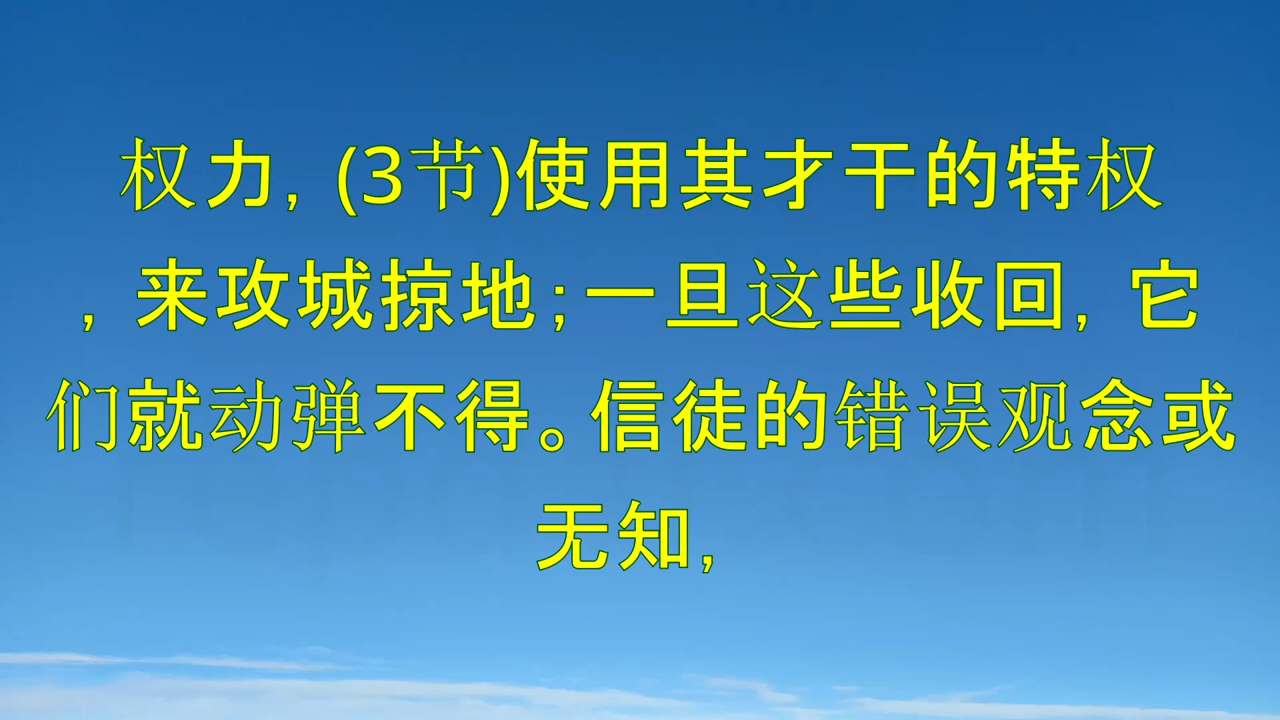 权力, (3节)使用其才干的特权
, 来攻城掠地;一旦这些收回, 它
们就动弹不得。信徒的错误观念或
无知,